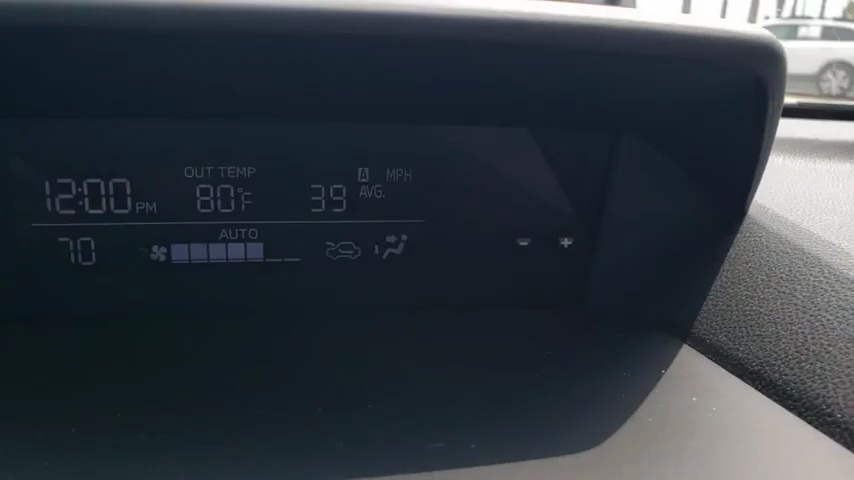 OUT TEMP A MPH
12:00 PM 80°F 39 AVG.
AUTO
70
- +